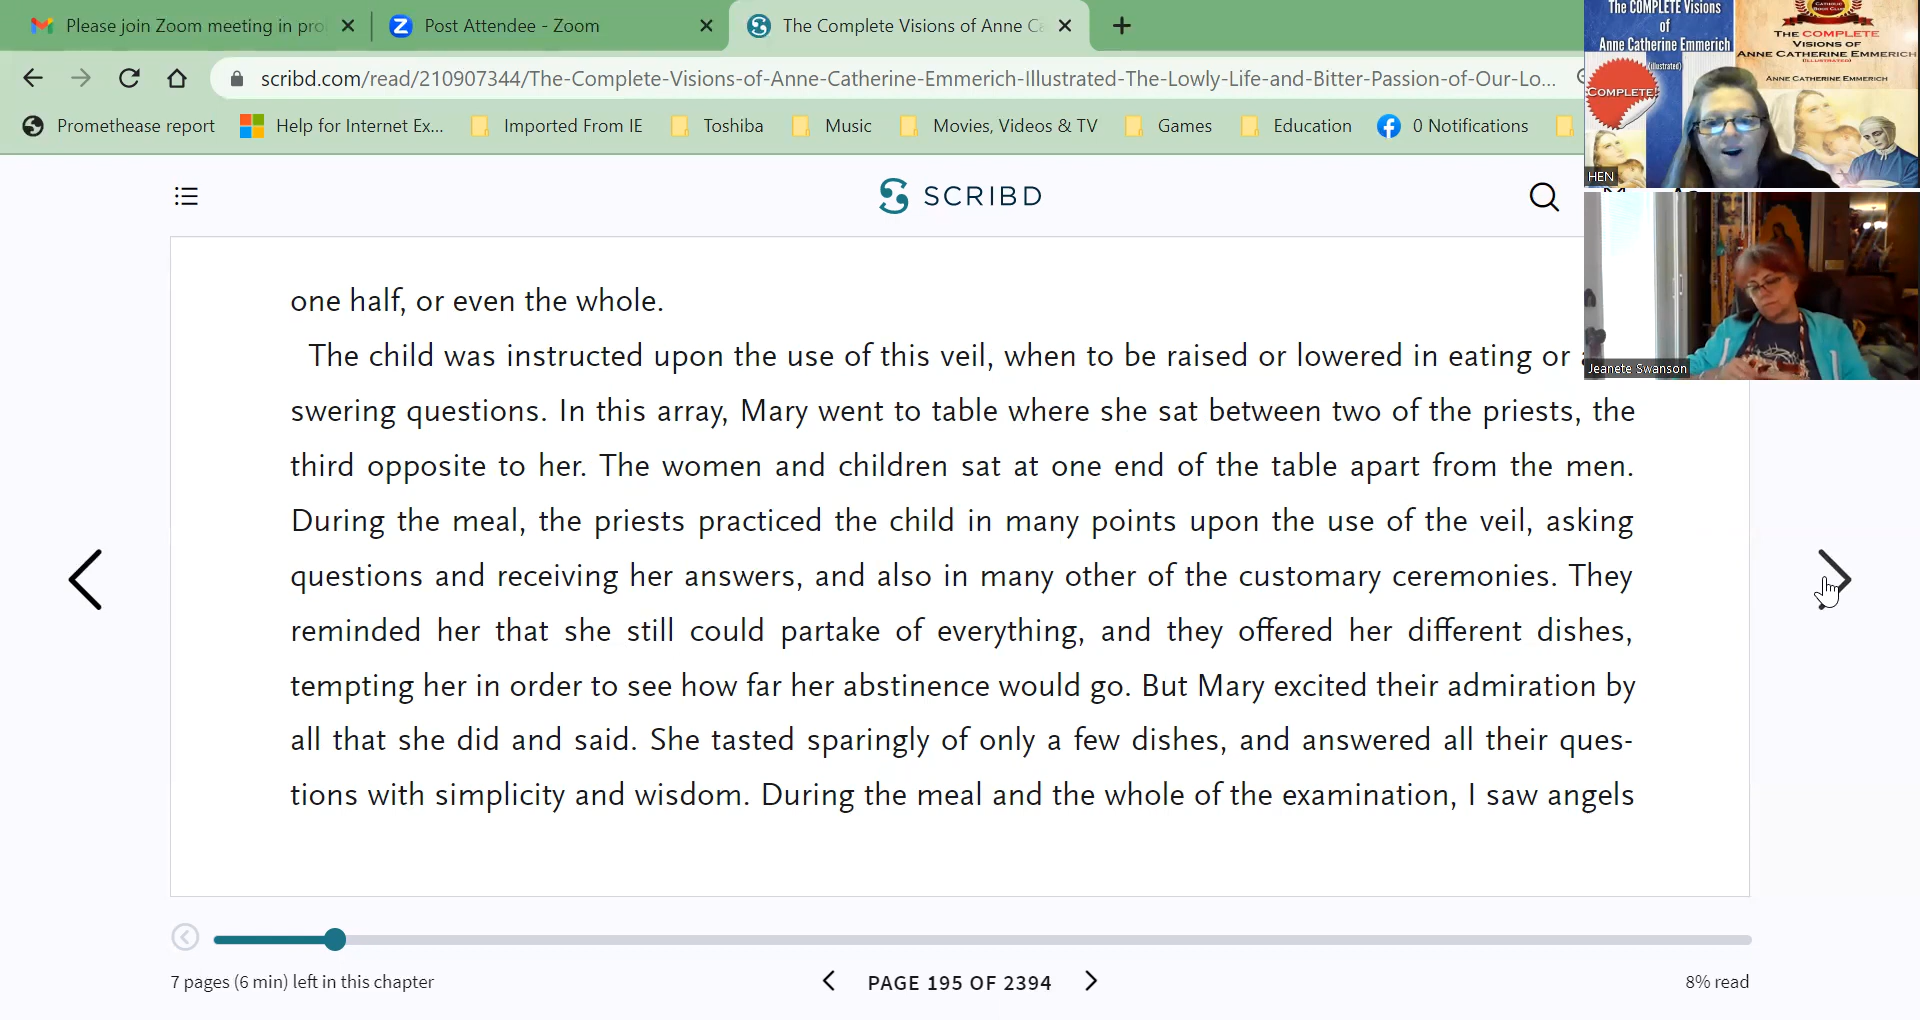 Please join Zoom meeting in pro
Post Attendee - Zoom
The Complete Visions of Anne Ca
scribd.com/read/210907344/The-Complete-Visions-of-Anne-Catherine-Emmerich-Illustrated-The-Lowly-Life-and-Bitter-Passion-of-Our-Lo...
Promethease report
Help for Internet Ex...
Imported From IE
Toshiba
Music
Movies, Videos & TV
Games
Education
0 Notifications
The COMPLETE Visions
of
Anne Catherine Emmerich
(Illustrated)
COMPLETE!
CATHOLIC
BOOK CLUB
THE COMPLETE
VISIONS OF
ANNE CATHERINE EMMERICH
(ILLUSTRATED)
ANNE CATHERINE EMMERICH
HEN
Jeanete Swanson
SCRIBD
one half, or even the whole.
The child was instructed upon the use of this veil, when to be raised or lowered in eating or a
swering questions. In this array, Mary went to table where she sat between two of the priests, the
third opposite to her. The women and children sat at one end of the table apart from the men.
During the meal, the priests practiced the child in many points upon the use of the veil, asking
questions and receiving her answers, and also in many other of the customary ceremonies. They
reminded her that she still could partake of everything, and they offered her different dishes,
tempting her in order to see how far her abstinence would go. But Mary excited their admiration by
all that she did and said. She tasted sparingly of only a few dishes, and answered all their ques-
tions with simplicity and wisdom. During the meal and the whole of the examination, I saw angels
7 pages (6 min) left in this chapter
PAGE 195 OF 2394
8% read